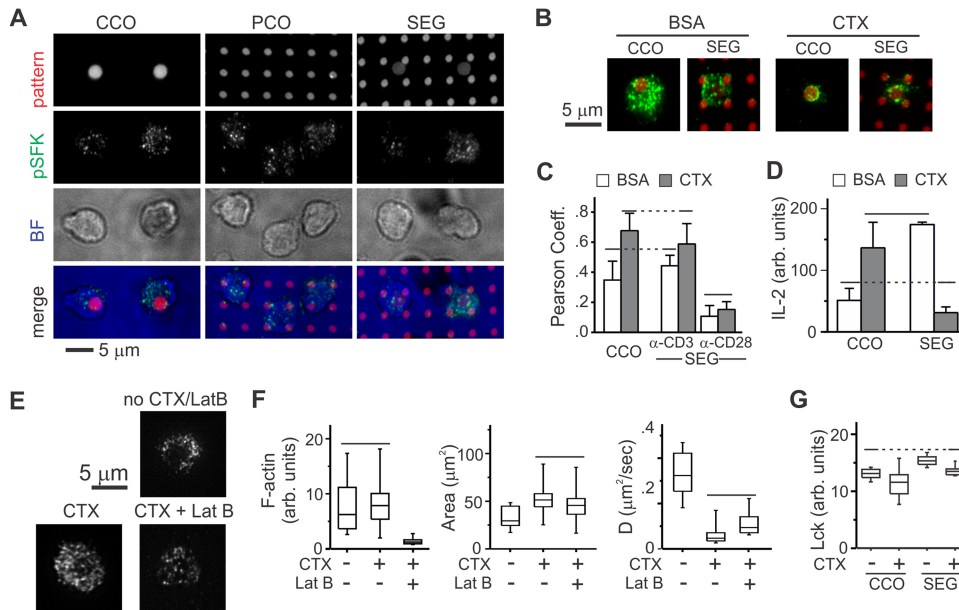 A
CCO PCO SEG
pattern
pSFK
BF
merge
5 μm
B
BSA CTX
CCO SEG CCO SEG
5 μm
C
BSA CTX
Pearson Coeff.
.8
.6
.4
.2
.0
CCO α-CD3 α-CD28
SEG
D
IL-2 (arb. units)
200
100
0
CCO SEG
E
no CTX/LatB
5 μm
CTX CTX + Lat B
F
F-actin
(arb. units)
20
10
0
Area (μm²)
100
50
0
D (μm²/sec)
.4
.2
0
CTX - + + - + + - + +
Lat B - - + - - + - - +
G
Lck (arb. units)
20
10
0
CTX - + - +
CCO SEG